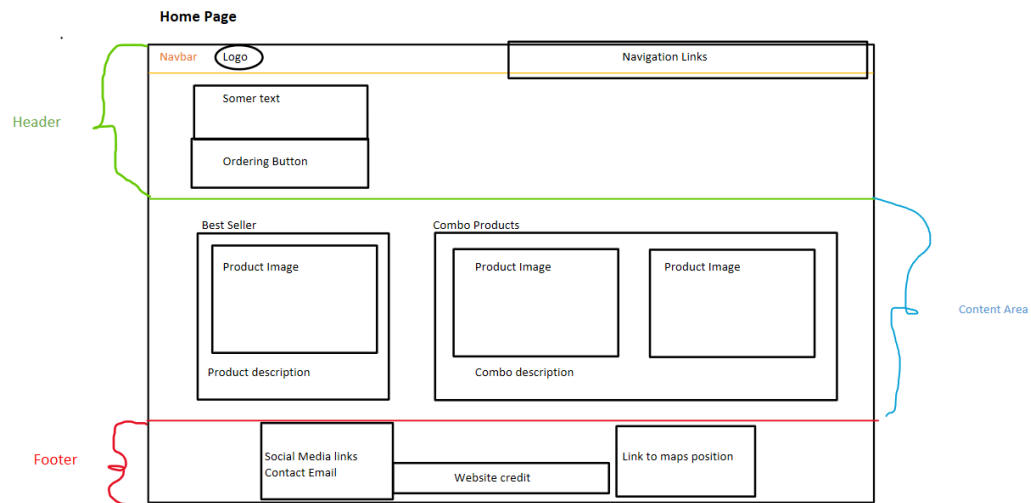 Home Page
Navbar
Logo
Navigation Links
Somer text
Header
Ordering Button
Best Seller
Combo Products
Product Image
Product Image
Product Image
Content Area
Product description
Combo description
Footer
Social Media links
Contact Email
Website credit
Link to maps position